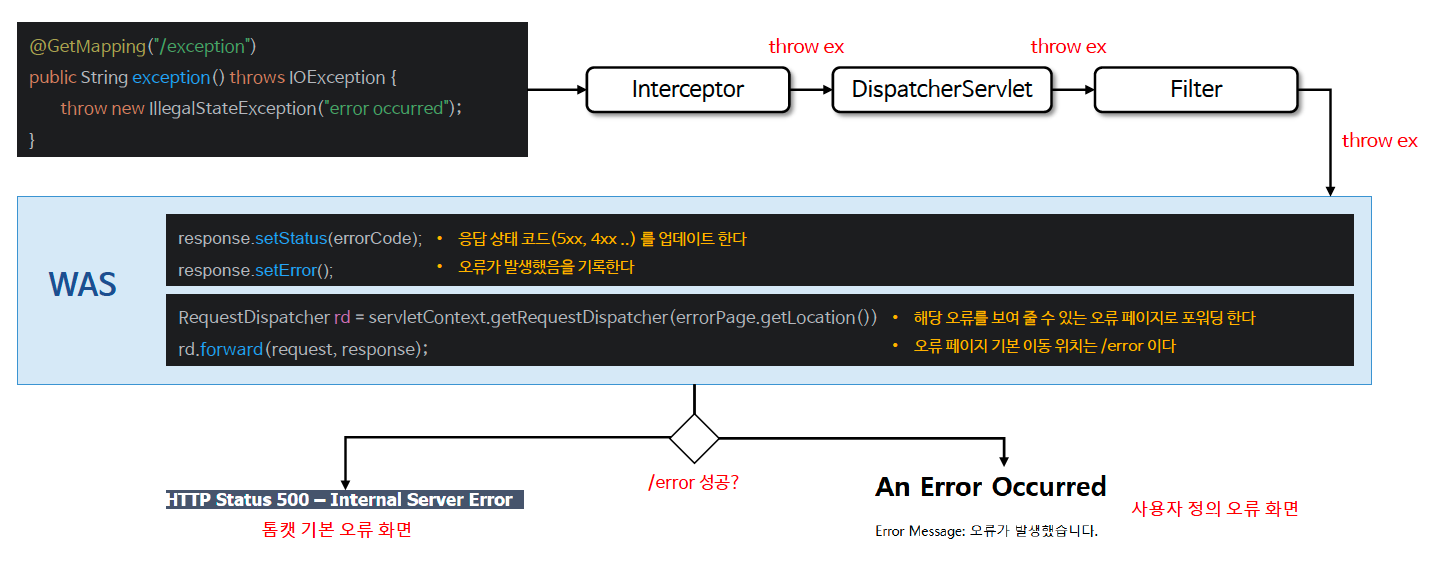 @GetMapping("/exception")
public String exception() throws IOException {
throw new IllegalStateException("error occurred");
}
throw ex
throw ex
Interceptor
DispatcherServlet
Filter
throw ex
WAS
response.setStatus(errorCode);
• 응답 상태 코드(5xx, 4xx ..) 를 업데이트 한다
response.setError();
• 오류가 발생했음을 기록한다
RequestDispatcher rd = servletContext.getRequestDispatcher(errorPage.getLocation())
• 해당 오류를 보여 줄 수 있는 오류 페이지로 포워딩 한다
rd.forward(request, response);
• 오류 페이지 기본 이동 위치는 /error 이다
/error 성공?
HTTP Status 500 – Internal Server Error
톰캣 기본 오류 화면
An Error Occurred
사용자 정의 오류 화면
Error Message: 오류가 발생했습니다.